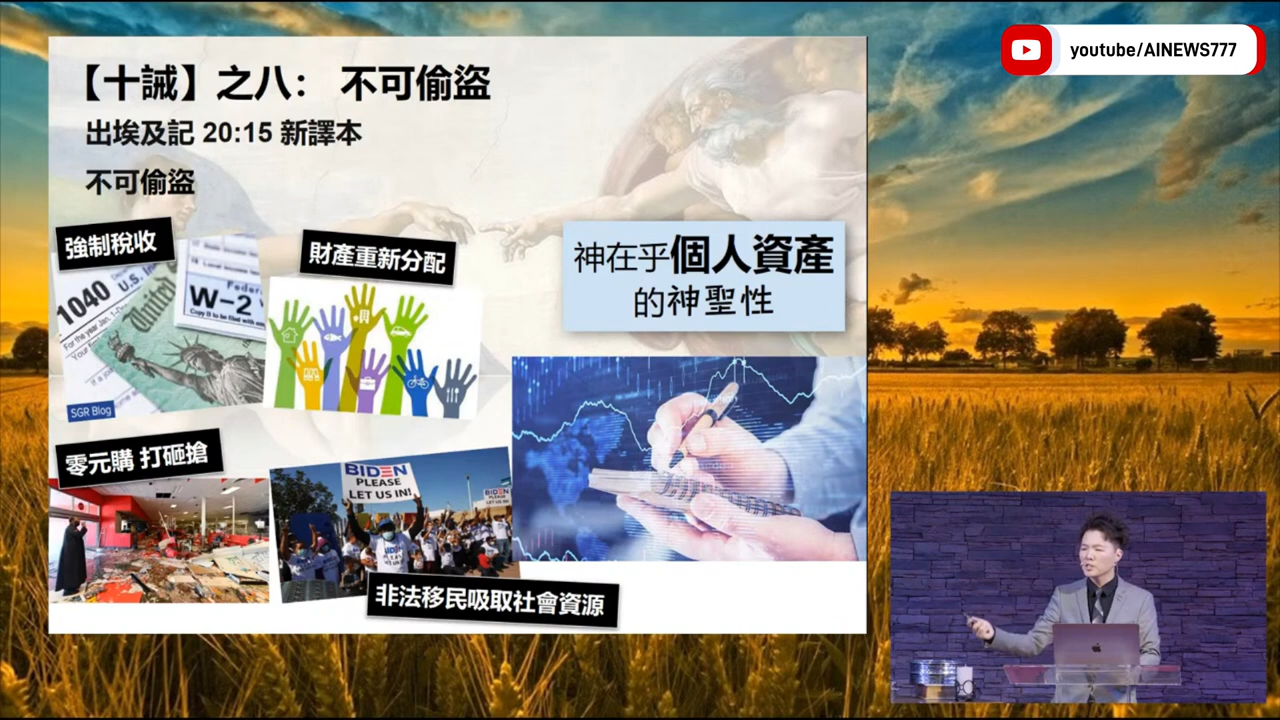 youtube/AINEWS777
【十誡】之八： 不可偷盜
出埃及記 20:15 新譯本
不可偷盜
強制稅收
財產重新分配
神在乎個人資產
的神聖性
1040
U.S. In
W-2
United
SGR Blog
零元購 打砸搶
BIDEN
PLEASE
LET US IN!
非法移民吸取社會資源